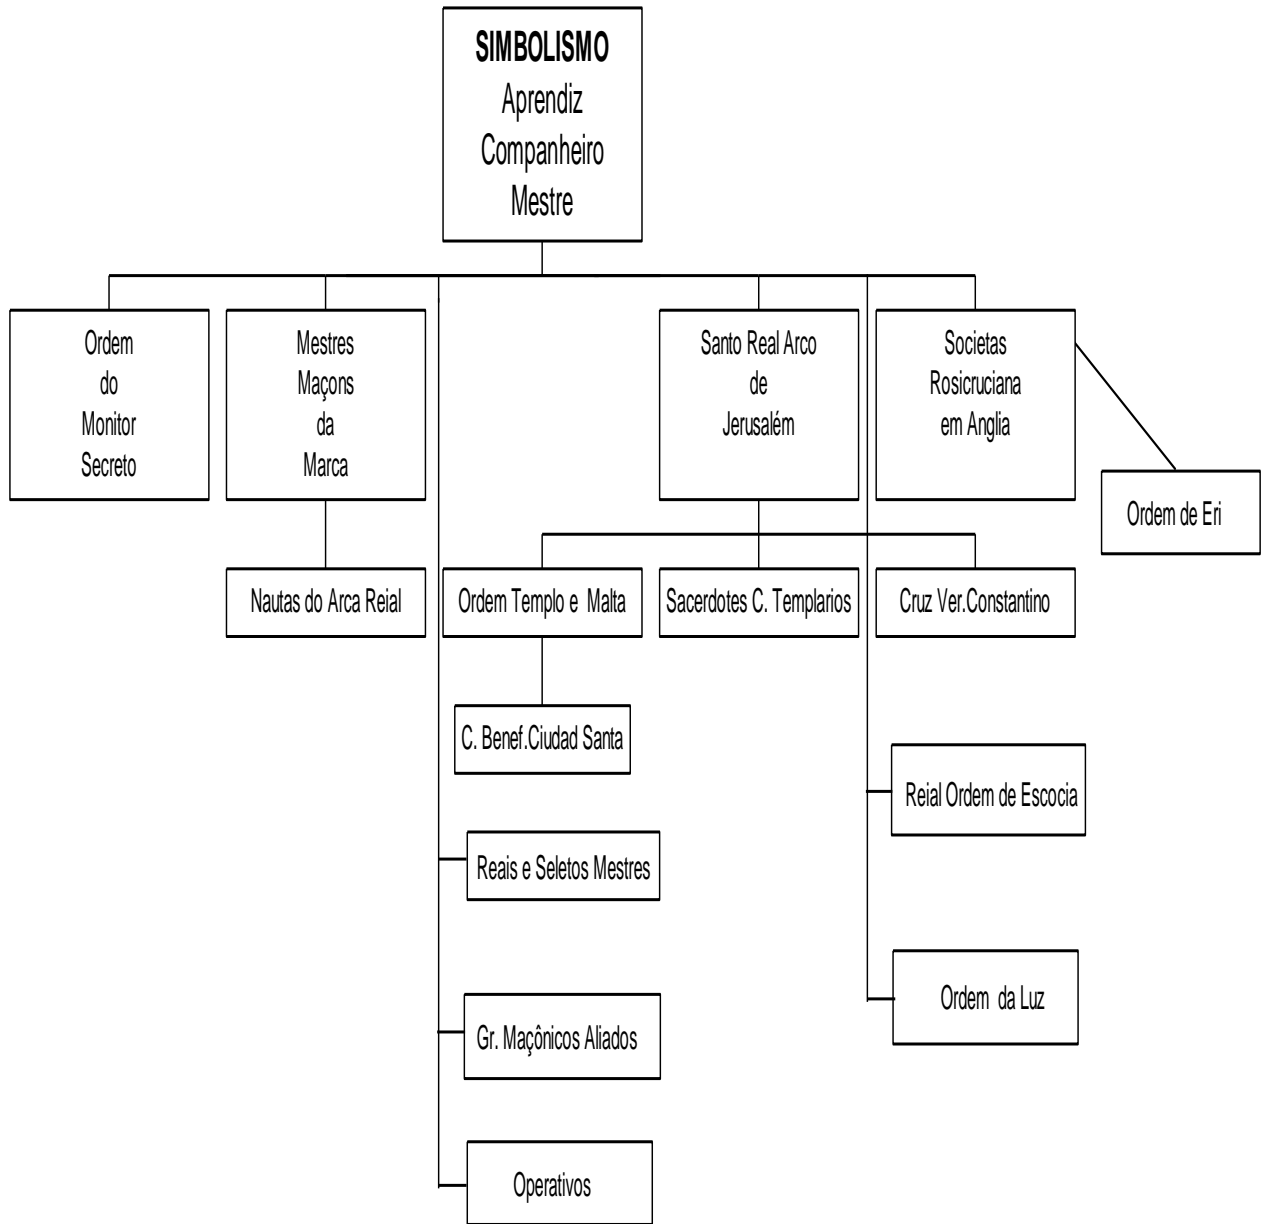 SIMBOLISMO
Aprendiz
Companheiro
Mestre
Ordem
do
Monitor
Secreto
Mestres
Maçons
da
Marca
Santo Real Arco
de
Jerusalém
Societas
Rosicruciana
em Anglia
Ordem de Eri
Nautas do Arca Reial
Ordem Templo e Malta
Sacerdotes C. Templarios
Cruz Ver.Constantino
C. Benef.Ciudad Santa
Reial Ordem de Escocia
Reais e Seletos Mestres
Ordem da Luz
Gr. Maçônicos Aliados
Operativos